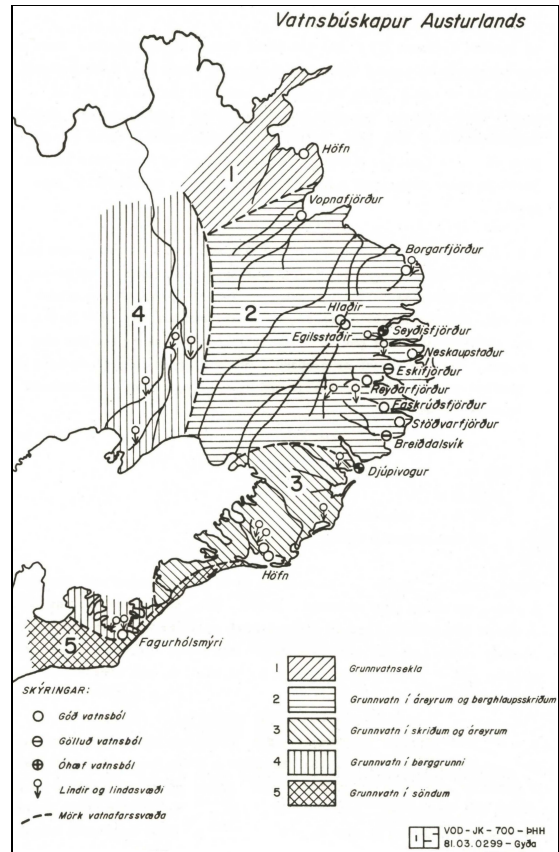 Vatnsbúskapur Austurlands
1
Höfn
Vopnafjörður
Borgarfjörður
4
2
Hlaðir
Egilsstaðir
Seyðisfjörður
Neskaupstaður
Eskifjörður
Reyðarfjörður
Fáskrúðsfjörður
Stöðvarfjörður
Breiðdalsvík
3
Djúpivogur
Höfn
5
Fagurhólsmýri
SKÝRINGAR:
Góð vatnsból
Gölluð vatnsból
Óhæf vatnsból
Líndir og lindasvæði
Mörk vatnafarssvæða
1 Grunnvatnsekla
2 Grunnvatn í áreyrum og berghlaupsskriðum
3 Grunnvatn í skriðum og áreyrum
4 Grunnvatn í berggrunni
5 Grunnvatn í söndum
VOD-JK-700-ÞHH
81.03.0299-Gyða